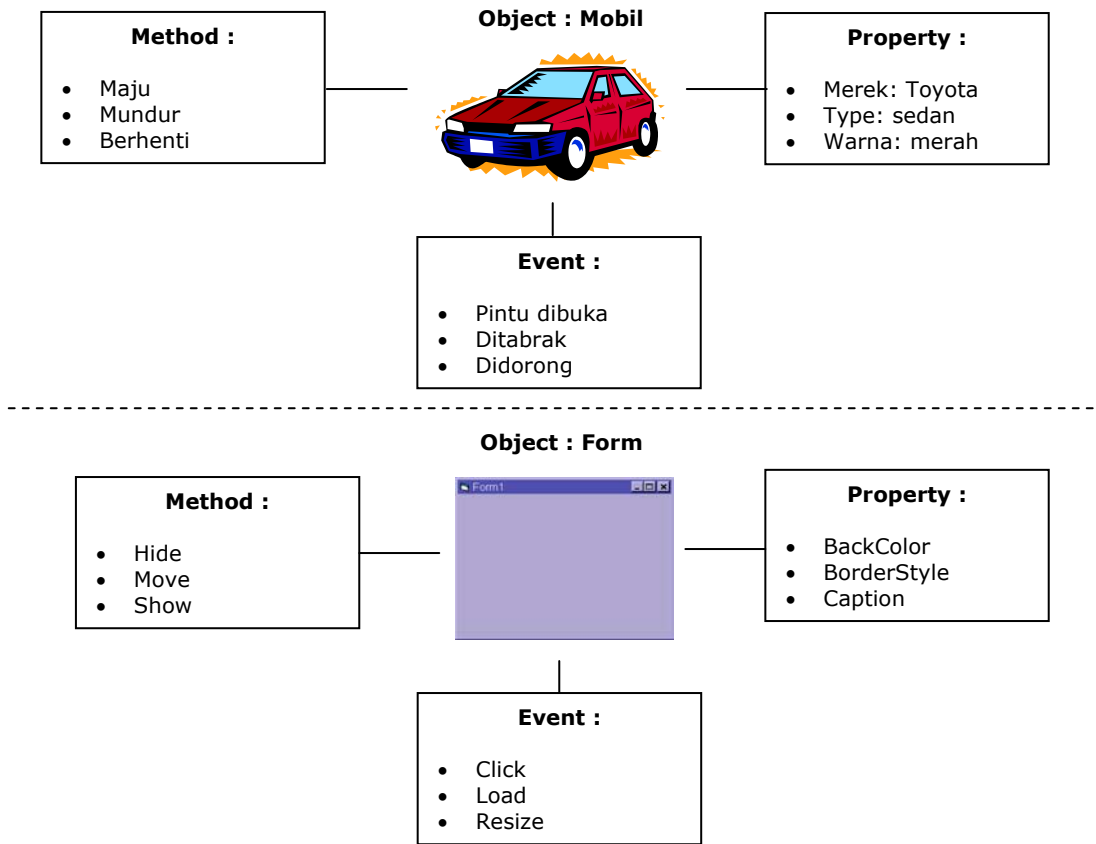 Object : Mobil
Method :
• Maju
• Mundur
• Berhenti
Property :
• Merek: Toyota
• Type: sedan
• Warna: merah
Event :
• Pintu dibuka
• Ditabrak
• Didorong
Object : Form
Method :
• Hide
• Move
• Show
Form1
Property :
• BackColor
• BorderStyle
• Caption
Event :
• Click
• Load
• Resize